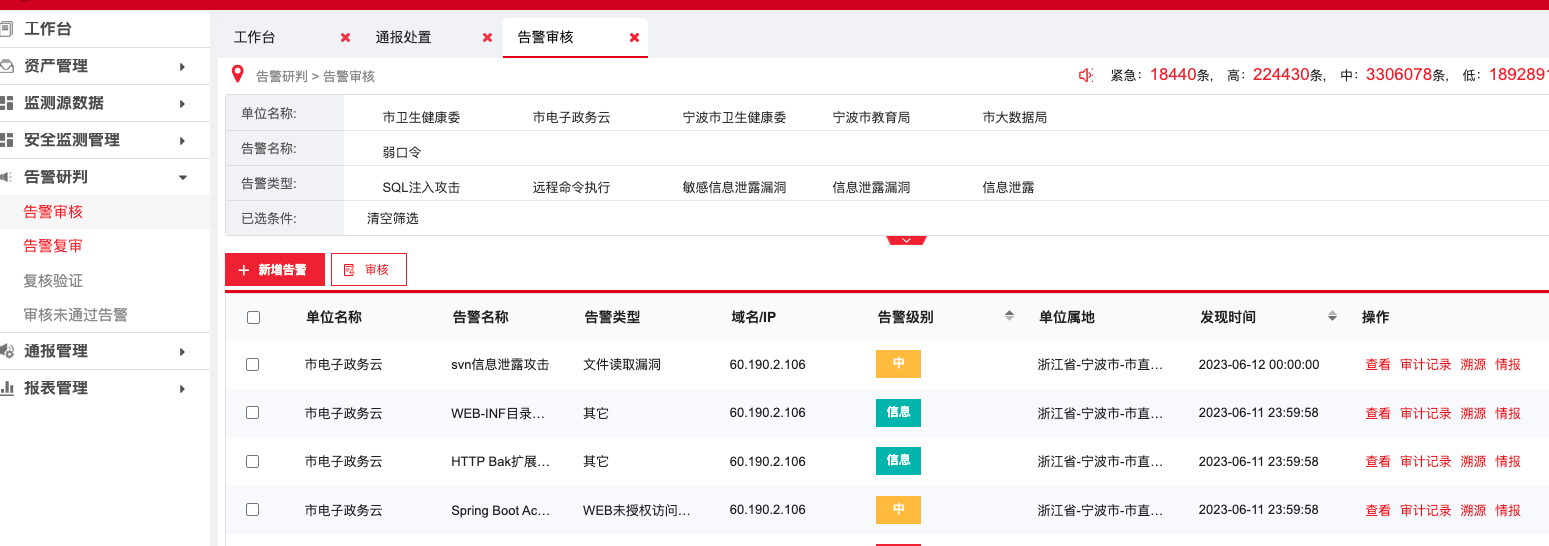 工作台
资产管理
监测源数据
安全监测管理
告警研判
告警审核
告警复审
复核验证
审核未通过告警
通报管理
报表管理
工作台 通报处置 告警审核
告警研判 > 告警审核 紧急: 18440条, 高: 224430条, 中: 3306078条, 低: 1892891
单位名称: 市卫生健康委 市电子政务云 宁波市卫生健康委 宁波市教育局 市大数据局
告警名称: 弱口令
告警类型: SQL注入攻击 远程命令执行 敏感信息泄露漏洞 信息泄露漏洞 信息泄露
已选条件: 清空筛选
新增告警 审核
单位名称 告警名称 告警类型 域名/IP 告警级别 单位属地 发现时间 操作
市电子政务云 svn信息泄露攻击 文件读取漏洞 60.190.2.106 中 浙江省-宁波市-市直... 2023-06-12 00:00:00 查看 审计记录 溯源 情报
市电子政务云 WEB-INF目录... 其它 60.190.2.106 信息 浙江省-宁波市-市直... 2023-06-11 23:59:58 查看 审计记录 溯源 情报
市电子政务云 HTTP Bak扩展... 其它 60.190.2.106 信息 浙江省-宁波市-市直... 2023-06-11 23:59:58 查看 审计记录 溯源 情报
市电子政务云 Spring Boot Ac... WEB未授权访问... 60.190.2.106 中 浙江省-宁波市-市直... 2023-06-11 23:59:58 查看 审计记录 溯源 情报